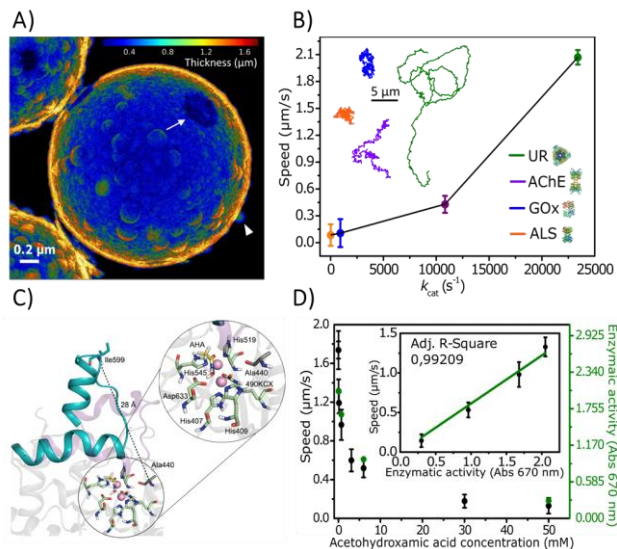 A)
0.4 0.8 1.2 1.6
Thickness (µm)
0.2 µm
B)
Speed (µm/s)
2.1
1.8
1.5
1.2
0.9
0.6
0.3
0.0
5 µm
UR
AChE
GOx
ALS
0 5000 10000 15000 20000 25000
kcat (s-1)
C)
Ile599
28 Å
Ala440
AHA
His519
His545
Ala440
490KCX
Asp633
His407
His409
D)
Speed (µm/s)
2.0
1.6
1.2
0.8
0.4
0.0
Adj. R-Square
0,99209
Speed (µm/s)
1.5
1.0
0.5
0.0
0.0 0.5 1.0 1.5 2.0
Enzymatic activity (Abs 670 nm)
2.925
2.340
1.755
1.170
0.585
0.000
Enzymaic activity (Abs 670 nm)
0 10 20 30 40 50
Acetohydroxamic acid concentration (mM)